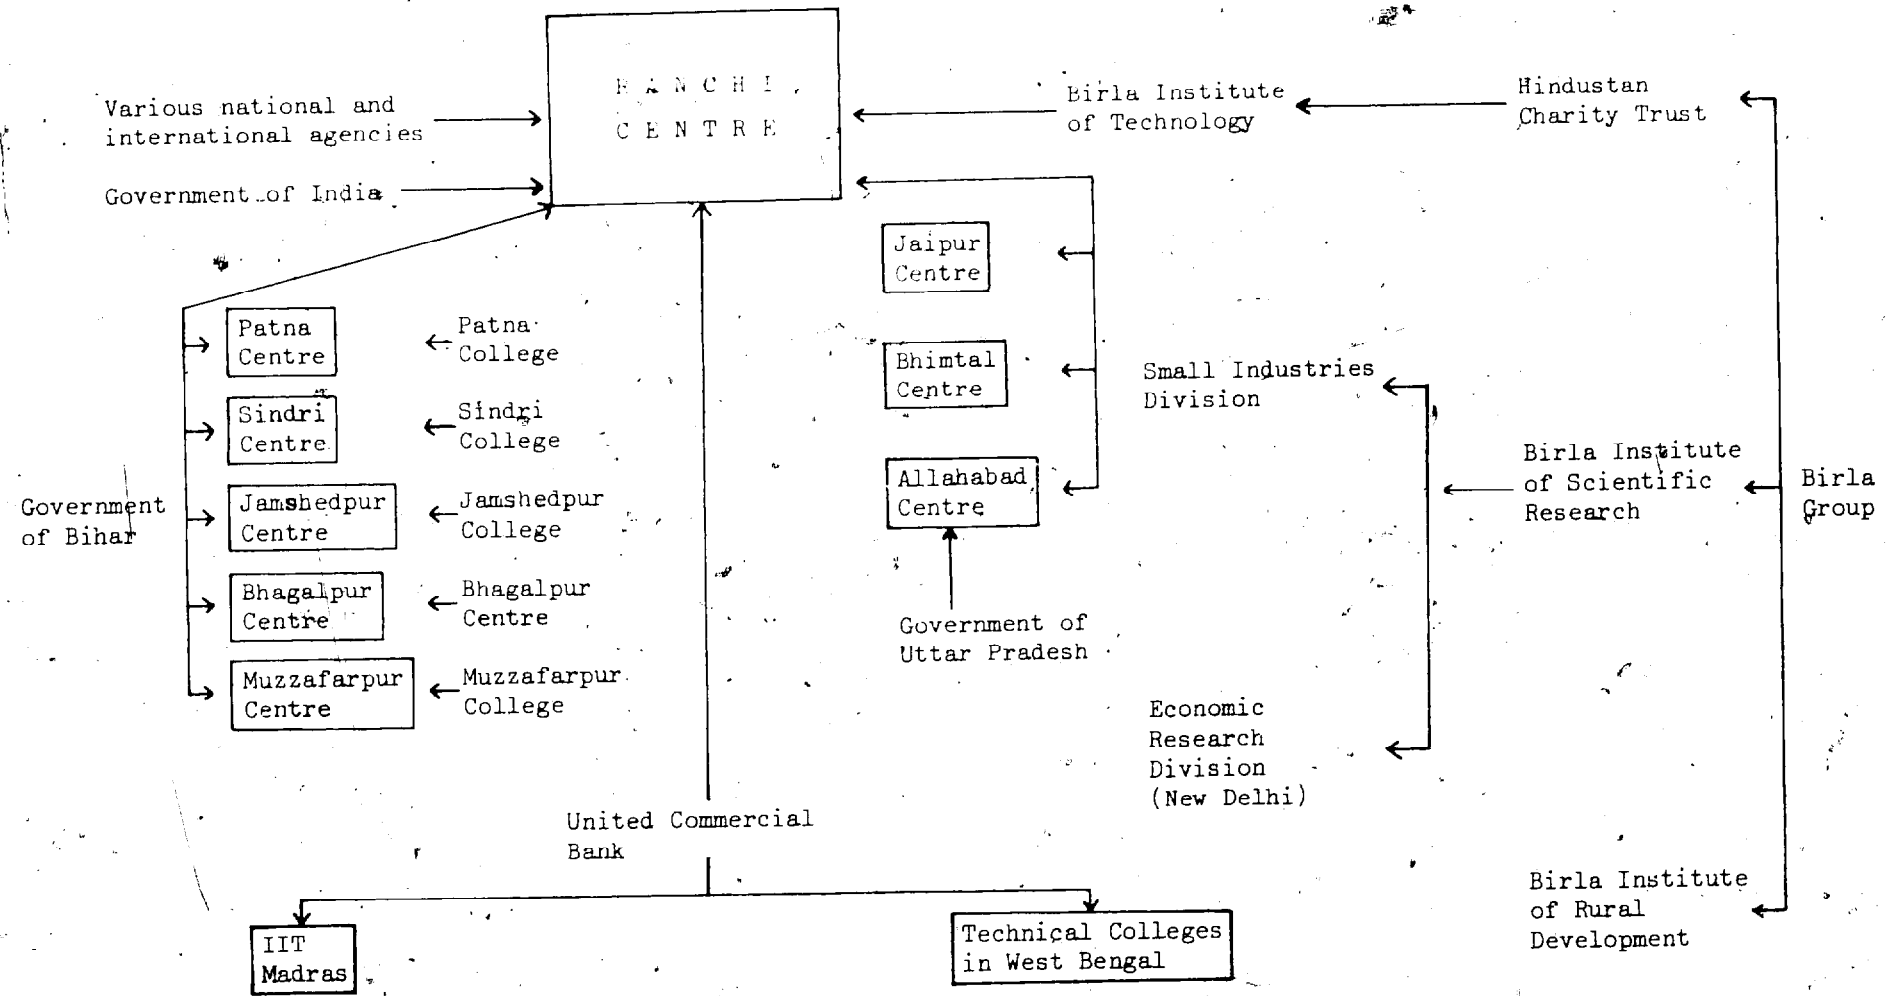 RANCHI
CENTRE
Various national and
international agencies
Government of India
Birla Institute
of Technology
Hindustan
Charity Trust
Jaipur
Centre
Patna
Centre
Patna
College
Bhimtal
Centre
Small Industries
Division
Sindri
Centre
Sindri
College
Allahabad
Centre
Birla Institute
of Scientific
Research
Birla
Group
Government
of Bihar
Jamshedpur
Centre
Jamshedpur
College
Bhagalpur
Centre
Bhagalpur
Centre
Government of
Uttar Pradesh
Muzzafarpur
Centre
Muzzafarpur
College
Economic
Research
Division
(New Delhi)
United Commercial
Bank
Birla Institute
of Rural
Development
IIT
Madras
Technical Colleges
in West Bengal